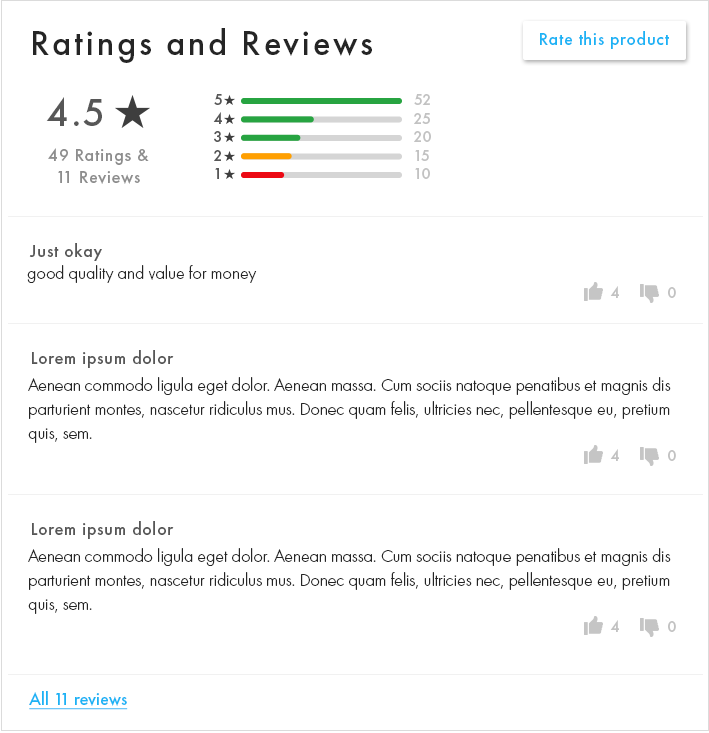 Ratings and Reviews
Rate this product
4.5 ★
49 Ratings &
11 Reviews
5★ 52
4★ 25
3★ 20
2★ 15
1★ 10
Just okay
good quality and value for money
4 0
Lorem ipsum dolor
Aenean commodo ligula eget dolor. Aenean massa. Cum sociis natoque penatibus et magnis dis
parturient montes, nascetur ridiculus mus. Donec quam felis, ultricies nec, pellentesque eu, pretium
quis, sem.
4 0
Lorem ipsum dolor
Aenean commodo ligula eget dolor. Aenean massa. Cum sociis natoque penatibus et magnis dis
parturient montes, nascetur ridiculus mus. Donec quam felis, ultricies nec, pellentesque eu, pretium
quis, sem.
4 0
All 11 reviews